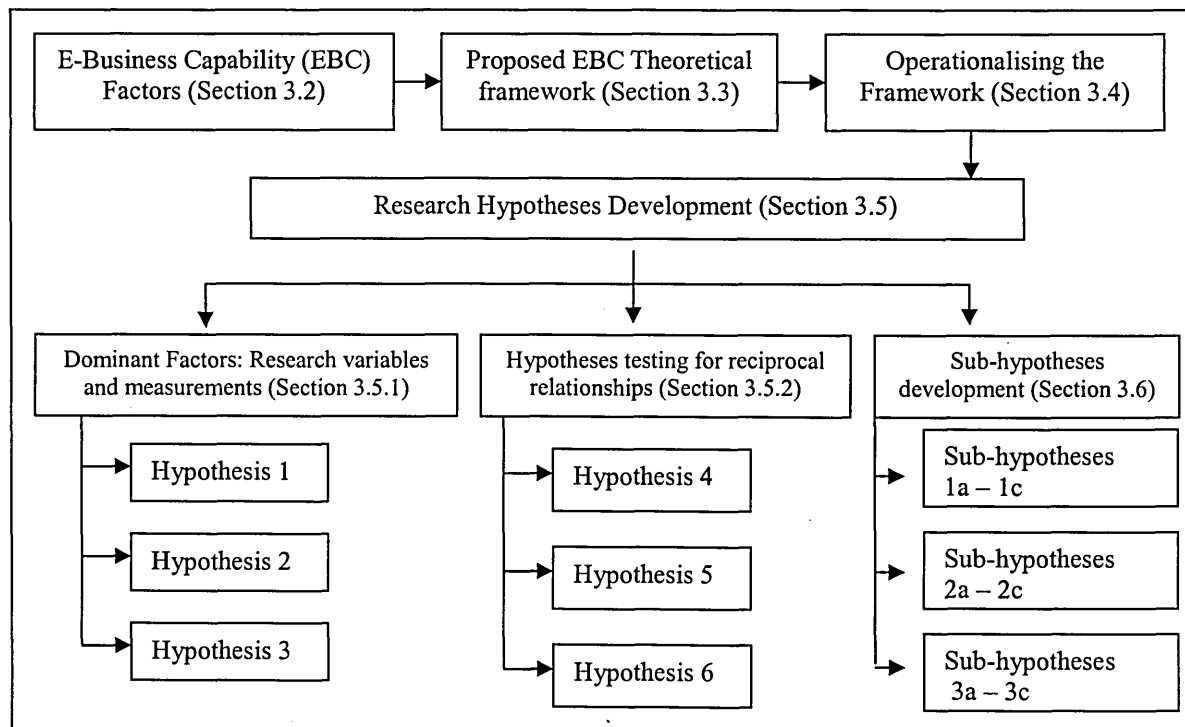 E-Business Capability (EBC)
Factors (Section 3.2)
Proposed EBC Theoretical
framework (Section 3.3)
Operationalising the
Framework (Section 3.4)
Research Hypotheses Development (Section 3.5)
Dominant Factors: Research variables
and measurements (Section 3.5.1)
Hypothesis 1
Hypothesis 2
Hypothesis 3
Hypotheses testing for reciprocal
relationships (Section 3.5.2)
Hypothesis 4
Hypothesis 5
Hypothesis 6
Sub-hypotheses
development (Section 3.6)
Sub-hypotheses
1a – 1c
Sub-hypotheses
2a – 2c
Sub-hypotheses
3a – 3c